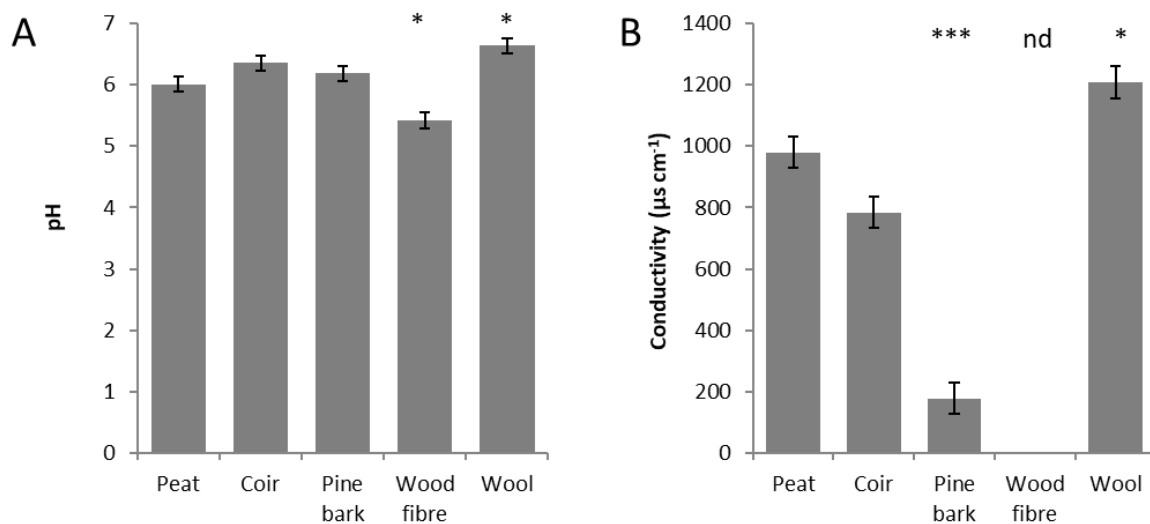 A
pH
7
6
5
4
3
2
1
0
*
*
Peat
Coir
Pine
bark
Wood
fibre
Wool
B
Conductivity (µs cm⁻¹)
1400
1200
1000
800
600
400
200
0
***
nd
*
Peat
Coir
Pine
bark
Wood
fibre
Wool